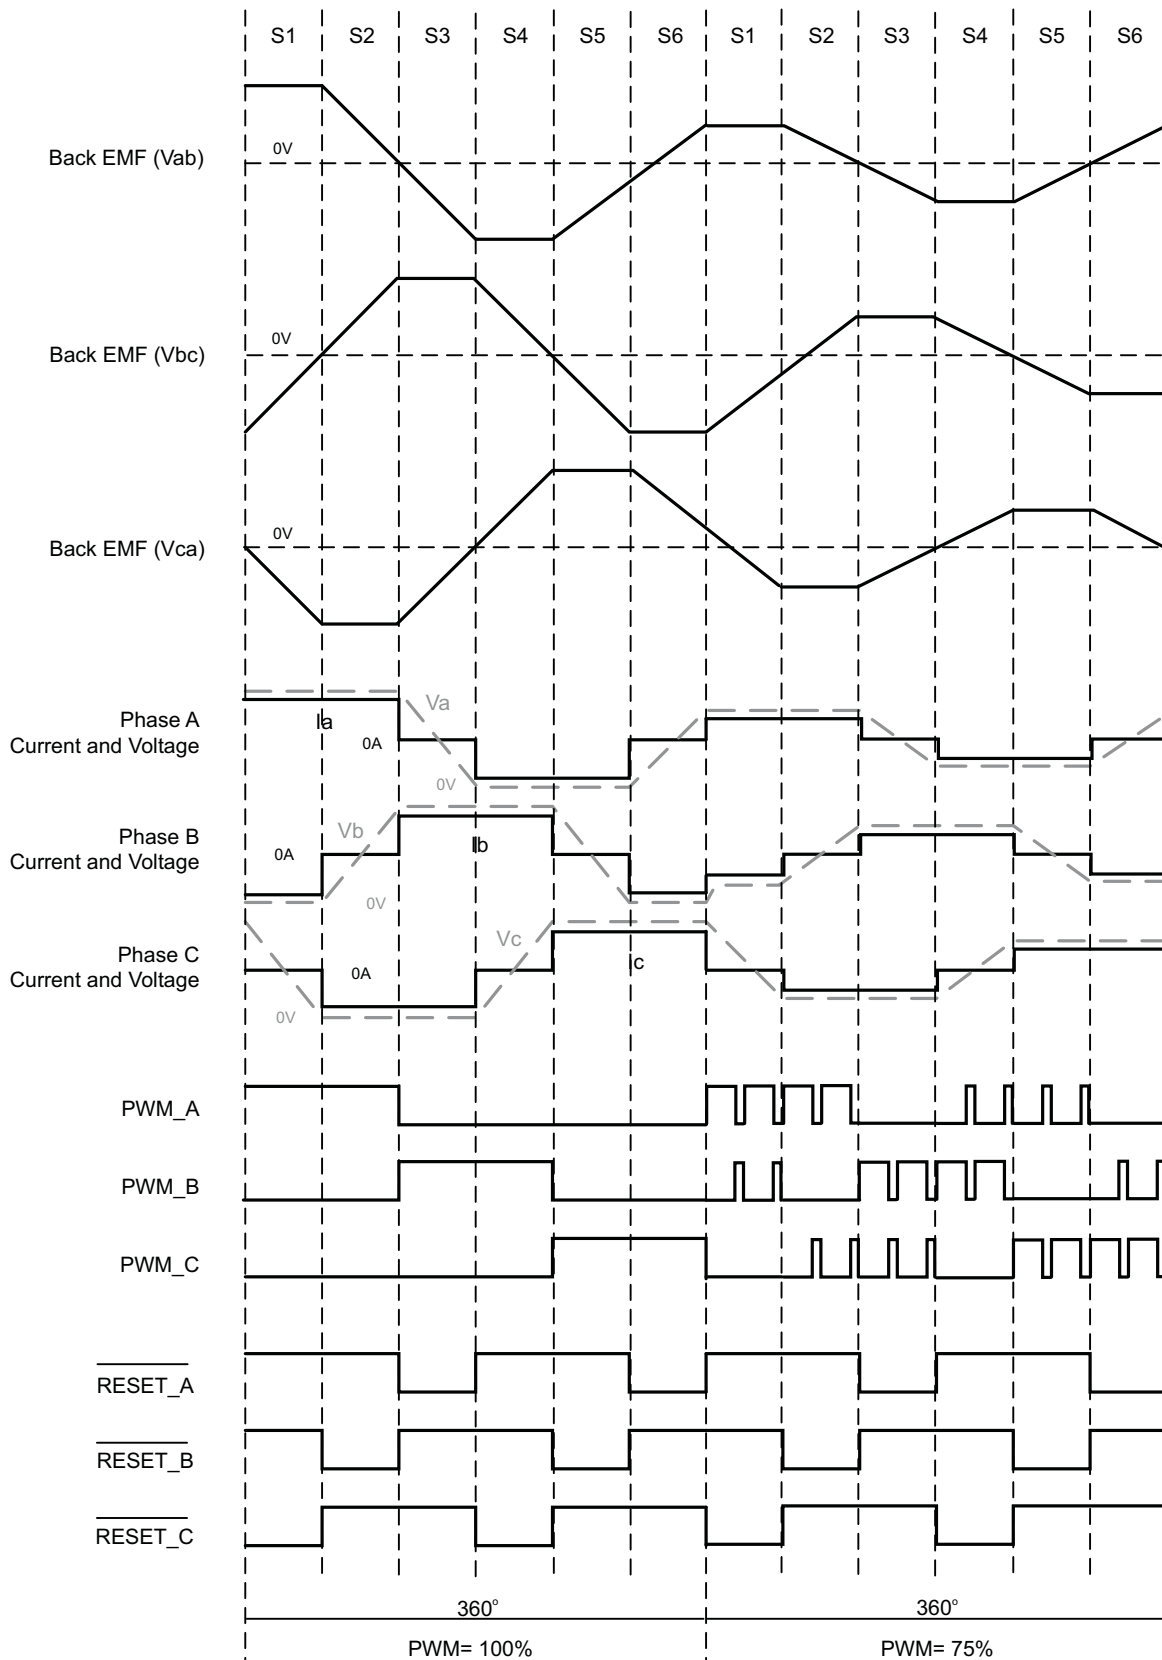 S1 S2 S3 S4 S5 S6 S1 S2 S3 S4 S5 S6
0V
Back EMF (Vab)
0V
Back EMF (Vbc)
0V
Back EMF (Vca)
Va
Phase A
Ia
Current and Voltage
0A
0V
Vb
Phase B
Ib
Current and Voltage
0A
0V
Vc
Phase C
Ic
Current and Voltage
0A
0V
PWM_A
PWM_B
PWM_C
RESET_A
RESET_B
RESET_C
360° 360°
PWM= 100% PWM= 75%